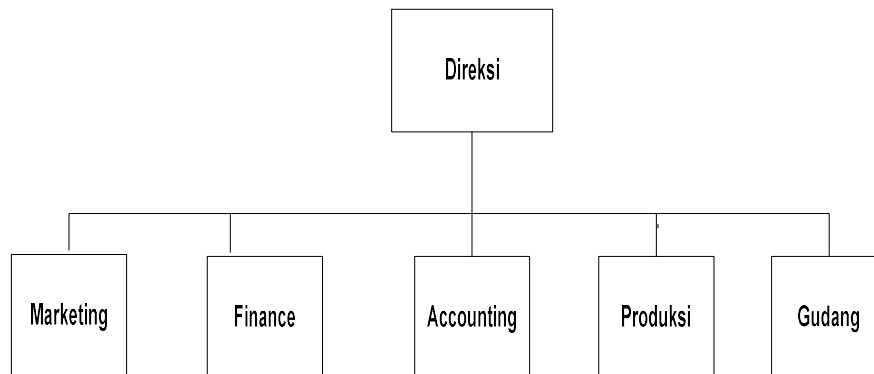 Direksi
Marketing
Finance
Accounting
Produksi
Gudang